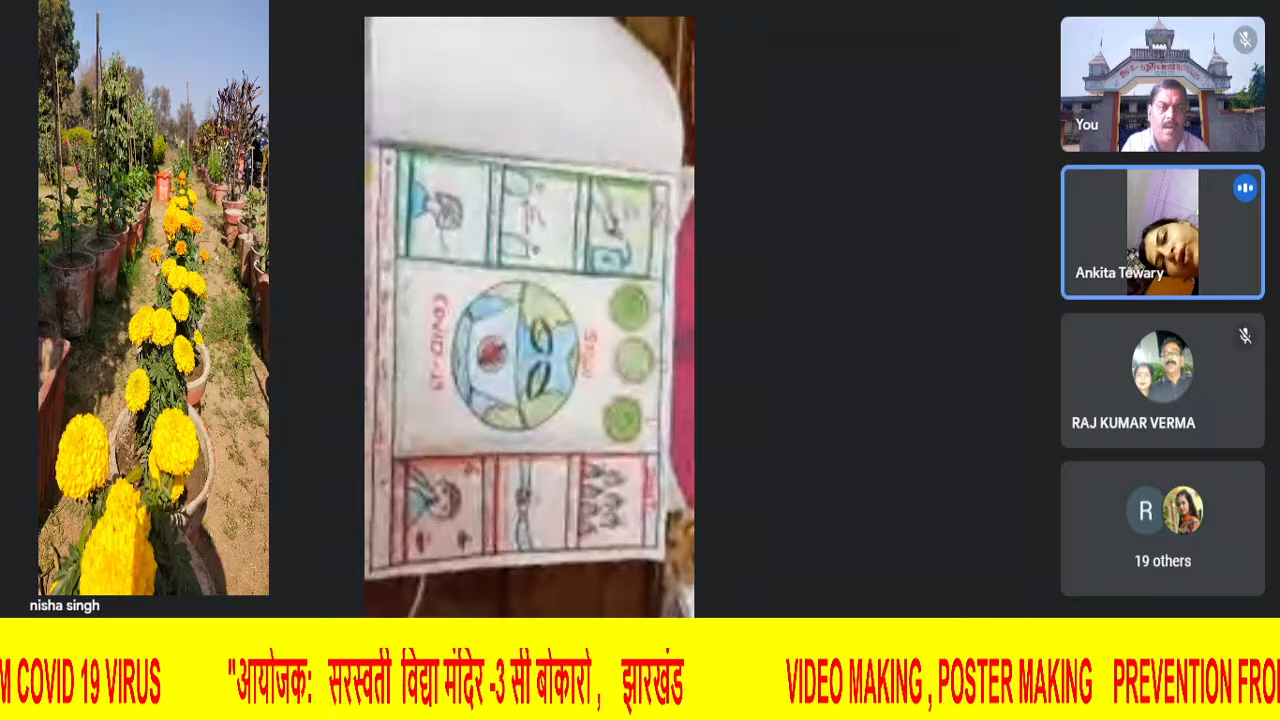 You
Ankita Tewary
RAJ KUMAR VERMA
R
19 others
COVID-19
nisha singh
M COVID 19 VIRUS "आयोजक: सरस्वती विद्या मंदिर -3 सी बोकारो , झारखंड VIDEO MAKING , POSTER MAKING PREVENTION FRO